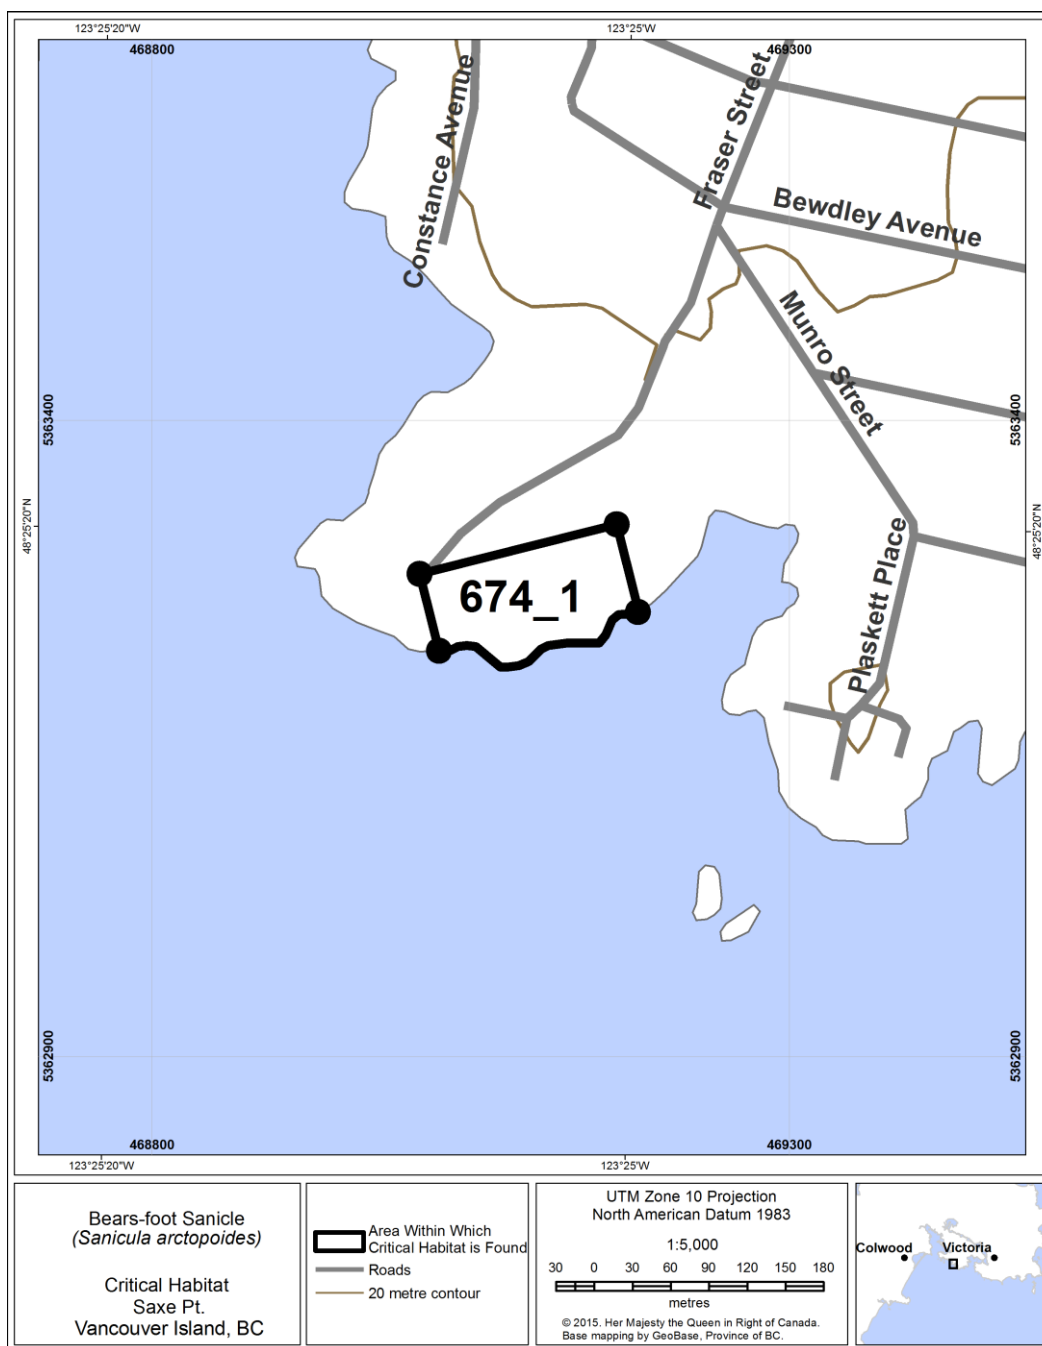 123°25'20"W
123°25'W
468800
469300
Constance Avenue
Fraser Street
Bewdley Avenue
Munro Street
5363400
5363400
48°25'20"N
48°25'20"N
674_1
Plaskett Place
5362900
5362900
468800
469300
123°25'20"W
123°25'W
Bears-foot Sanicle
(Sanicula arctopoides)
Critical Habitat
Saxe Pt.
Vancouver Island, BC
Area Within Which
Critical Habitat is Found
Roads
20 metre contour
UTM Zone 10 Projection
North American Datum 1983
1:5,000
30 0 30 60 90 120 150 180
metres
© 2015. Her Majesty the Queen in Right of Canada.
Base mapping by GeoBase, Province of BC.
Colwood
Victoria